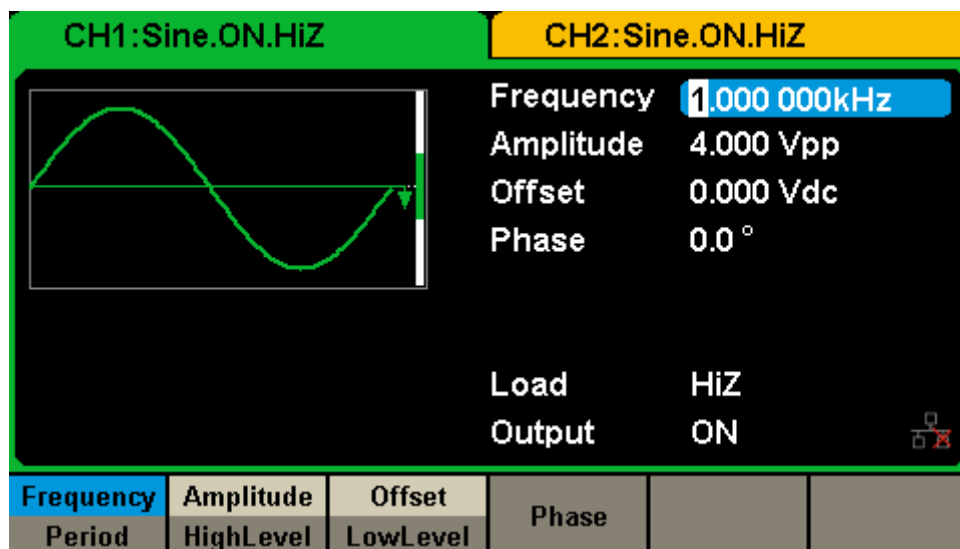 CH1:Sine.ON.HiZ CH2:Sine.ON.HiZ
Frequency 1.000 000kHz
Amplitude 4.000 Vpp
Offset 0.000 Vdc
Phase 0.0 °
Load HiZ
Output ON
Frequency Amplitude Offset Phase
Period HighLevel LowLevel